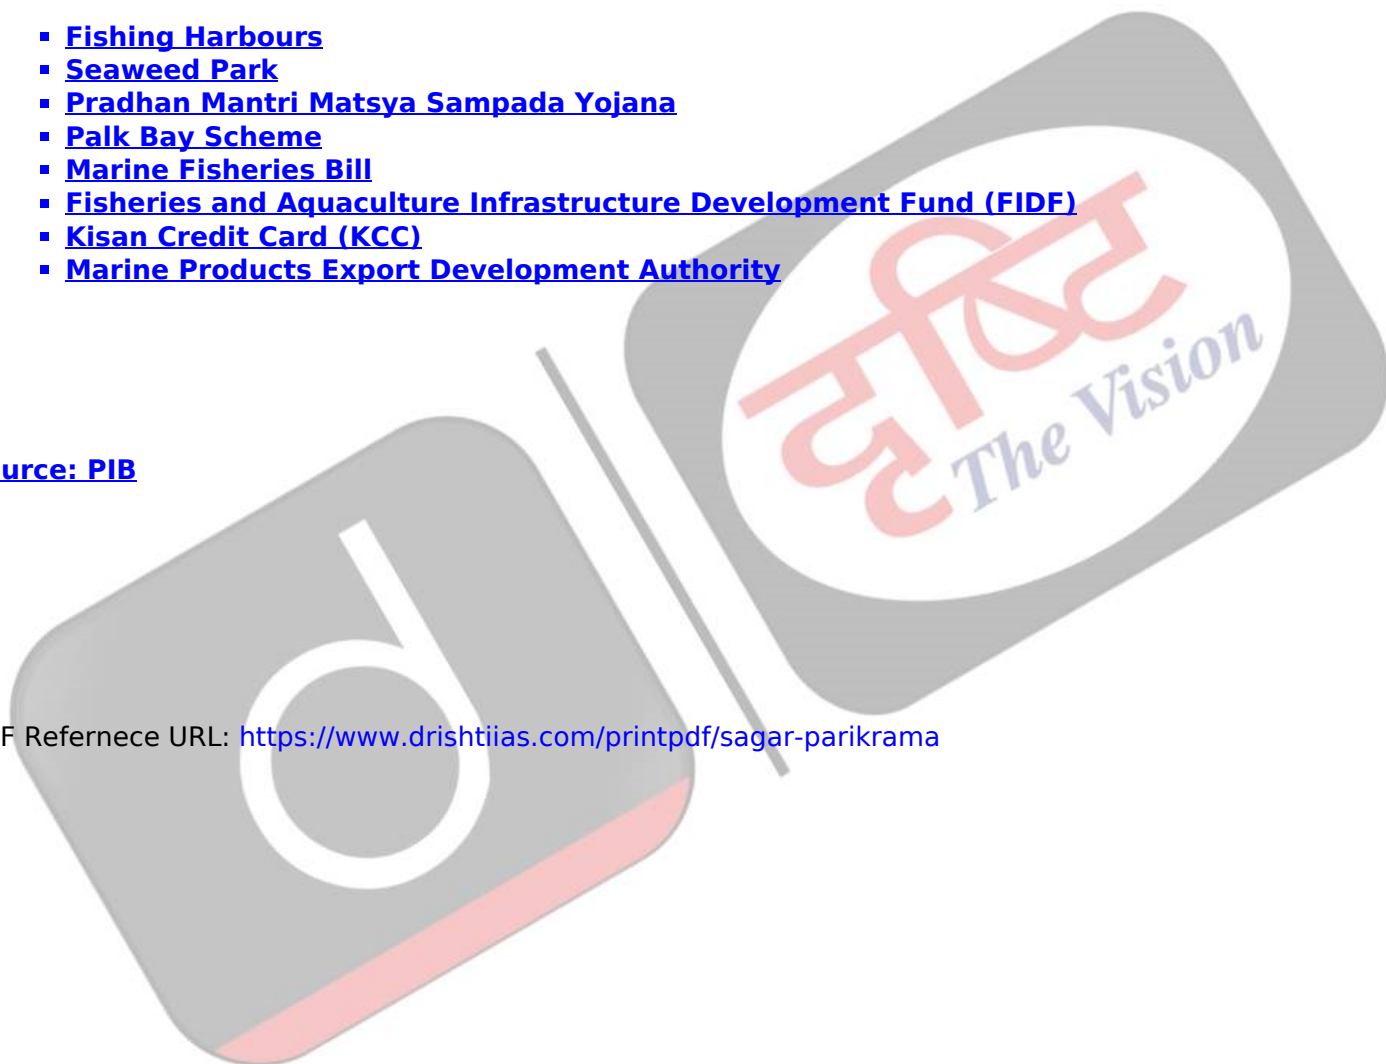 Fishing Harbours
Seaweed Park
Pradhan Mantri Matsya Sampada Yojana
Palk Bay Scheme
Marine Fisheries Bill
Fisheries and Aquaculture Infrastructure Development Fund (FIDF)
Kisan Credit Card (KCC)
Marine Products Export Development Authority
दृष्टि
The Vision
urce: PIB
d
F Refernece URL: https://www.drishtiias.com/printpdf/sagar-parikrama